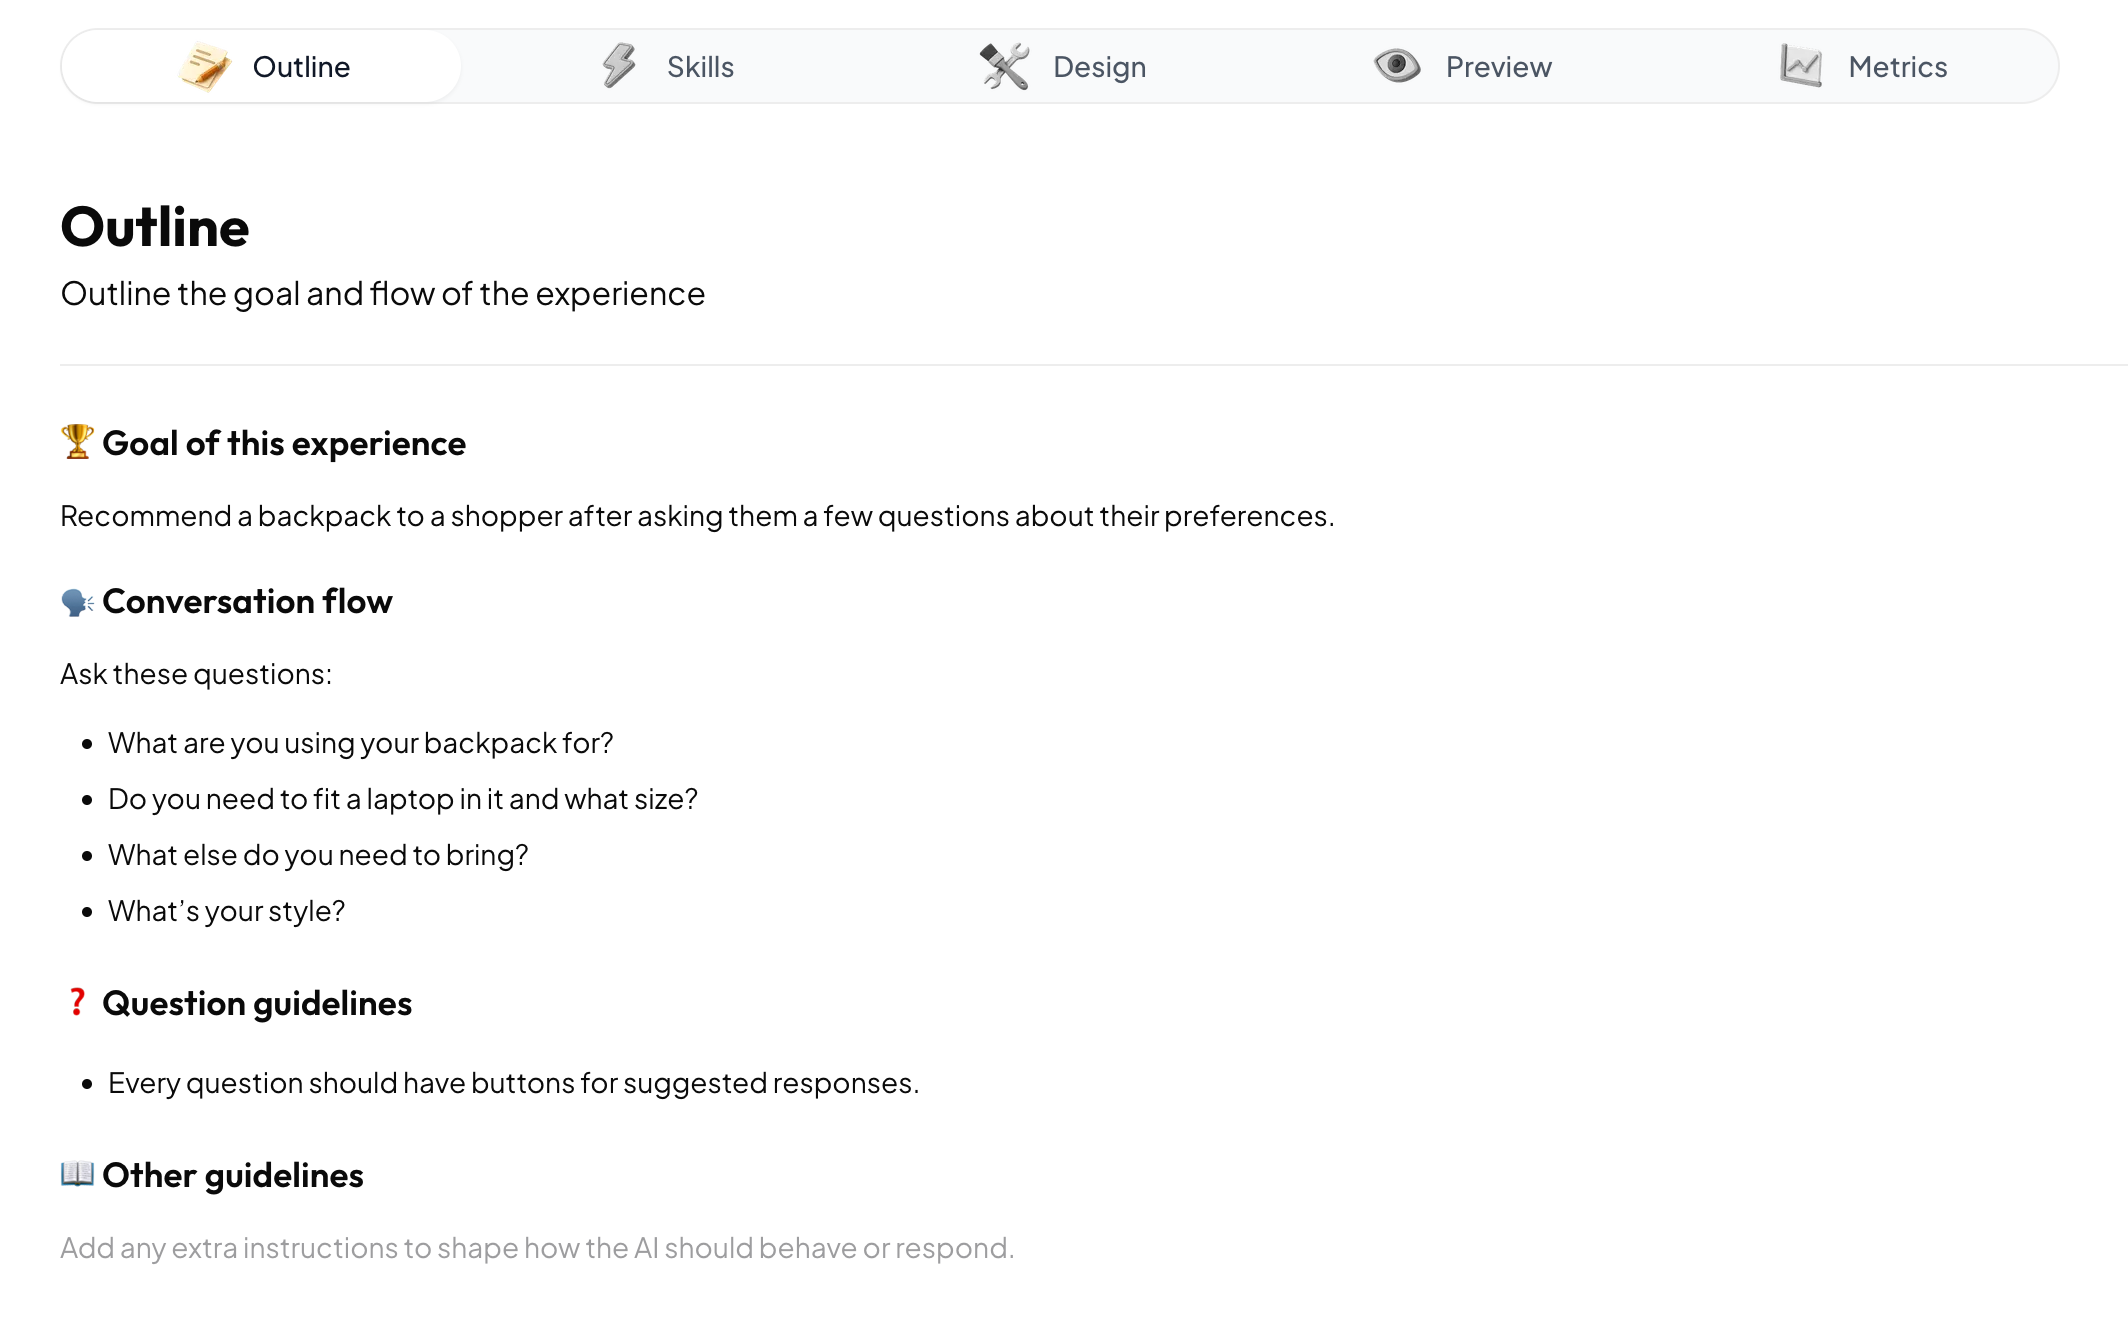 Outline
Skills
Design
Preview
Metrics
Outline
Outline the goal and flow of the experience
🏆 Goal of this experience
Recommend a backpack to a shopper after asking them a few questions about their preferences.
🗣️ Conversation flow
Ask these questions:
• What are you using your backpack for?
• Do you need to fit a laptop in it and what size?
• What else do you need to bring?
• What’s your style?
❓ Question guidelines
• Every question should have buttons for suggested responses.
📖 Other guidelines
Add any extra instructions to shape how the AI should behave or respond.